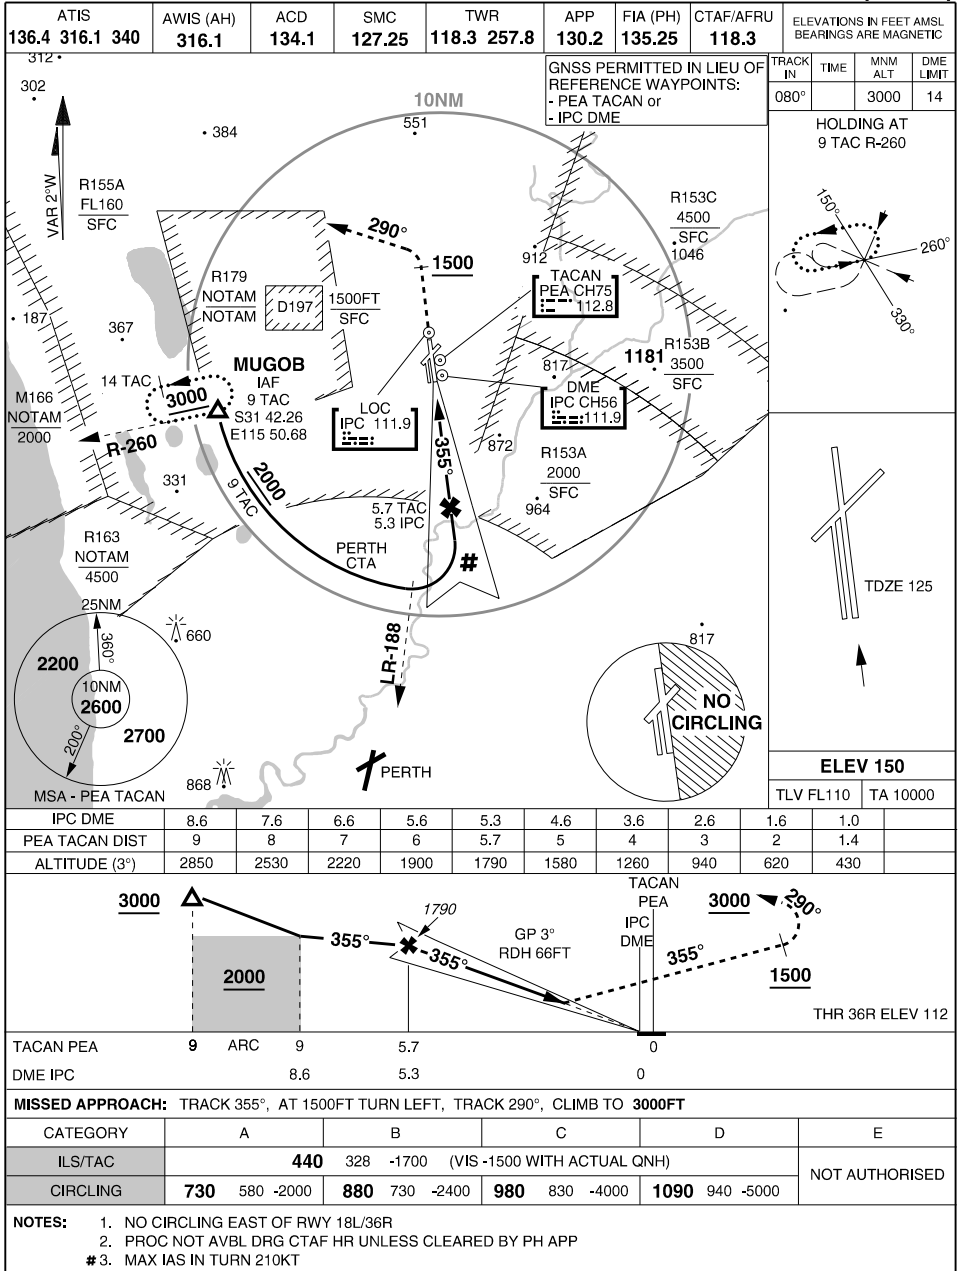 ATIS AWIS (AH) ACD SMC TWR APP FIA (PH) CTAF/AFRU
136.4 316.1 340 316.1 134.1 127.25 118.3 257.8 130.2 135.25 118.3
ELEVATIONS IN FEET AMSL
BEARINGS ARE MAGNETIC
GNSS PERMITTED IN LIEU OF
REFERENCE WAYPOINTS:
- PEA TACAN or
- IPC DME
TRACK IN TIME MNM ALT DME LIMIT
080° 3000 14
HOLDING AT
9 TAC R-260
150°
260°
330°
312
302
384
10NM
551
VAR 2°W
R155A
FL160
SFC
R153C
4500
SFC
1046
290°
1500
912
TACAN
PEA CH75
112.8
R179
NOTAM
NOTAM
D197
1500FT
SFC
187
367
MUGOB
IAF
9 TAC
S31 42.26
E115 50.68
14 TAC
3000
M166
NOTAM
2000
R-260
LOC
IPC 111.9
817
1181
R153B
3500
SFC
DME
IPC CH56
111.9
872
355°
R153A
2000
SFC
964
331
2000
9 TAC
5.7 TAC
5.3 IPC
PERTH
CTA
#
R163
NOTAM
4500
LR-188
TDZE 125
25NM
360°
2200
10NM
2600
200°
2700
MSA - PEA TACAN
660
868
PERTH
817
NO
CIRCLING
ELEV 150
TLV FL110 TA 10000
IPC DME 8.6 7.6 6.6 5.6 5.3 4.6 3.6 2.6 1.6 1.0
PEA TACAN DIST 9 8 7 6 5.7 5 4 3 2 1.4
ALTITUDE (3°) 2850 2530 2220 1900 1790 1580 1260 940 620 430
3000
1790
355°
355°
GP 3°
RDH 66FT
TACAN
PEA
IPC
DME
3000
290°
355°
1500
2000
THR 36R ELEV 112
TACAN PEA 9 ARC 9 5.7 0
DME IPC 8.6 5.3 0
MISSED APPROACH: TRACK 355°, AT 1500FT TURN LEFT, TRACK 290°, CLIMB TO 3000FT
CATEGORY A B C D E
ILS/TAC 440 328 -1700 (VIS -1500 WITH ACTUAL QNH) NOT AUTHORISED
CIRCLING 730 580 -2000 880 730 -2400 980 830 -4000 1090 940 -5000
NOTES: 1. NO CIRCLING EAST OF RWY 18L/36R
2. PROC NOT AVBL DRG CTAF HR UNLESS CLEARED BY PH APP
# 3. MAX IAS IN TURN 210KT